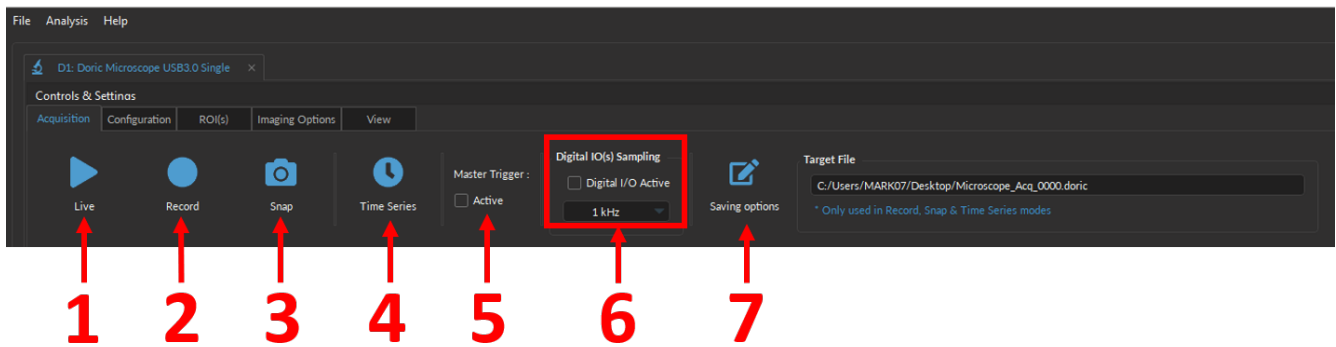 File Analysis Help
D1: Doric Microscope USB3.0 Single ×
Controls & Settings
Acquisition Configuration ROI(s) Imaging Options View
Live
Record
Snap
Time Series
Master Trigger :
Active
Digital IO(s) Sampling
Digital I/O Active
1 kHz
Saving options
Target File
C:/Users/MARK07/Desktop/Microscope_Acq_0000.doric
* Only used in Record, Snap & Time Series modes
1 2 3 4 5 6 7